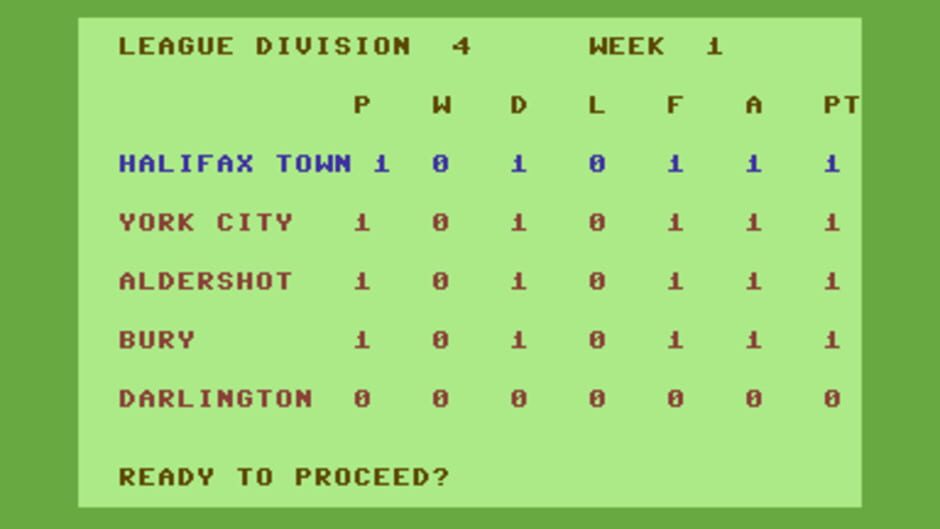 LEAGUE DIVISION 4 WEEK 1
P W D L F A PT
HALIFAX TOWN 1 0 1 0 1 1 1
YORK CITY 1 0 1 0 1 1 1
ALDERSHOT 1 0 1 0 1 1 1
BURY 1 0 1 0 1 1 1
DARLINGTON 0 0 0 0 0 0 0
READY TO PROCEED?